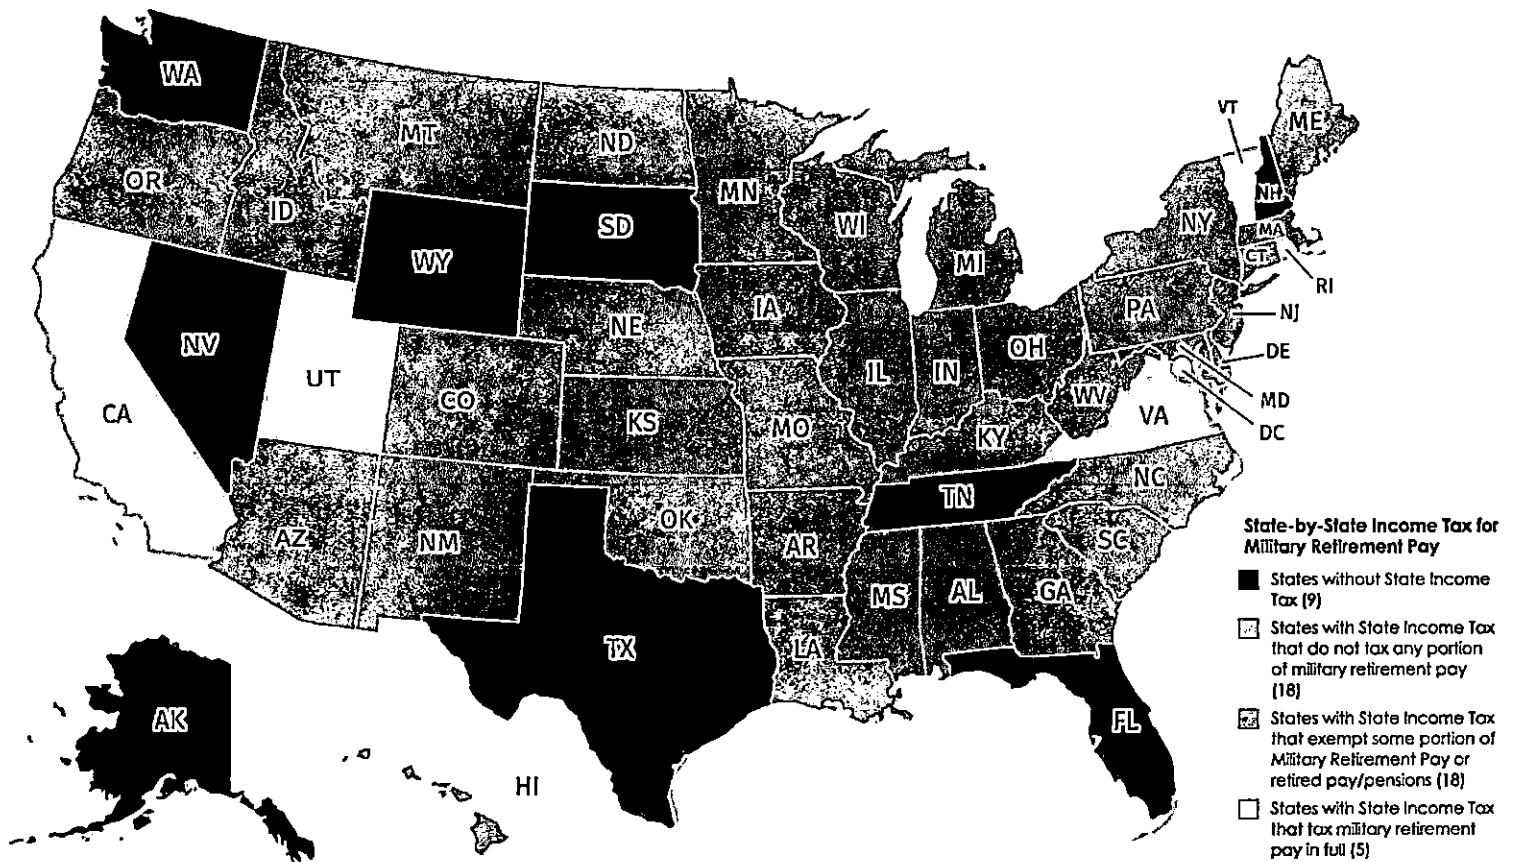 WA
VT
ME
MT
ND
OR
ID
MN
NH
SD
WI
NY
MA
WY
MI
CT
RI
IA
PA
NE
NJ
NV
OH
DE
UT
IL
IN
CO
WV
MD
CA
KS
MO
VA
KY
DC
NC
TN
OK
AZ
NM
AR
SC
MS
AL
GA
TX
LA
AK
FL
HI
State-by-State Income Tax for
Military Retirement Pay
States without State Income
Tax (9)
States with State Income Tax
that do not tax any portion
of military retirement pay
(18)
States with State Income Tax
that exempt some portion of
Military Retirement Pay or
retired pay/pensions (18)
States with State Income Tax
that tax military retirement
pay in full (5)